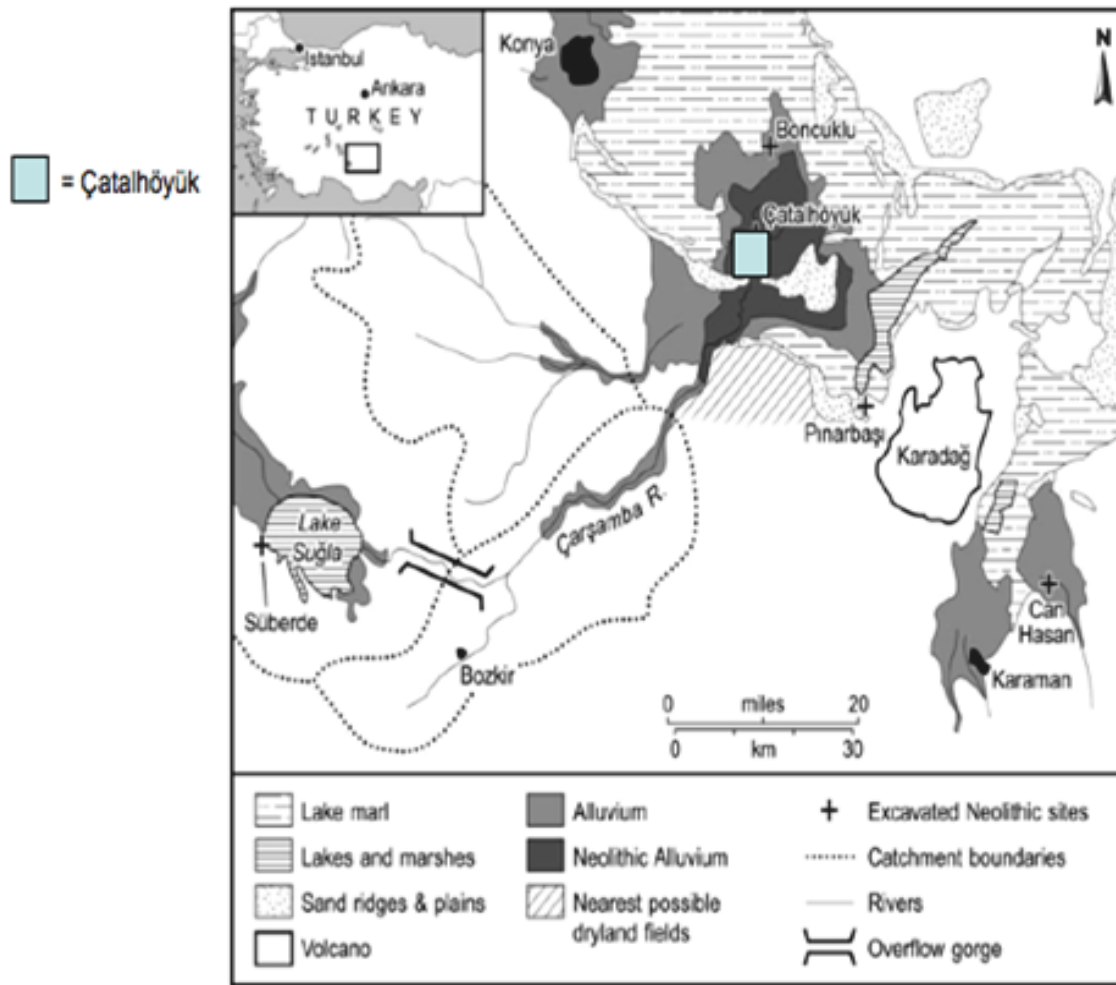 Istanbul
Ankara
TURKEY
= Çatalhöyük
Konya
N
Boncuklu
Çatalhöyük
Pınarbaşı
Karadağ
Çarşamba R.
Lake
Suğla
Süberde
Bozkir
Can
Hasan
Karaman
0 miles 20
0 km 30
Lake marl
Lakes and marshes
Sand ridges & plains
Volcano
Alluvium
Neolithic Alluvium
Nearest possible
dryland fields
Excavated Neolithic sites
Catchment boundaries
Rivers
Overflow gorge